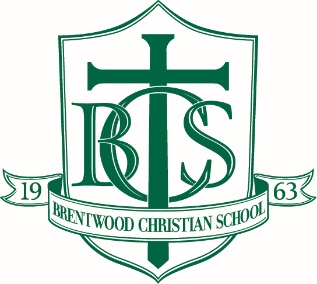 BCS
19 63
BRENTWOOD CHRISTIAN SCHOOL